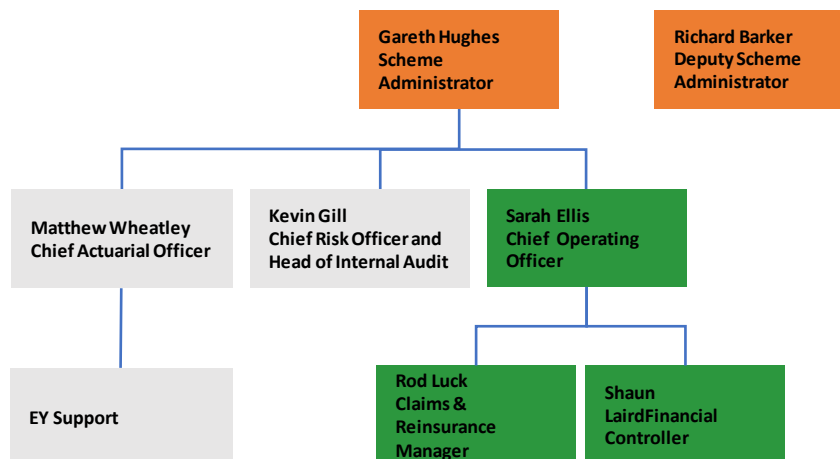 Gareth Hughes
Scheme
Administrator
Richard Barker
Deputy Scheme
Administrator
Matthew Wheatley
Chief Actuarial Officer
Kevin Gill
Chief Risk Officer and
Head of Internal Audit
Sarah Ellis
Chief Operating
Officer
EY Support
Rod Luck
Claims &
Reinsurance
Manager
Shaun
LairdFinancial
Controller